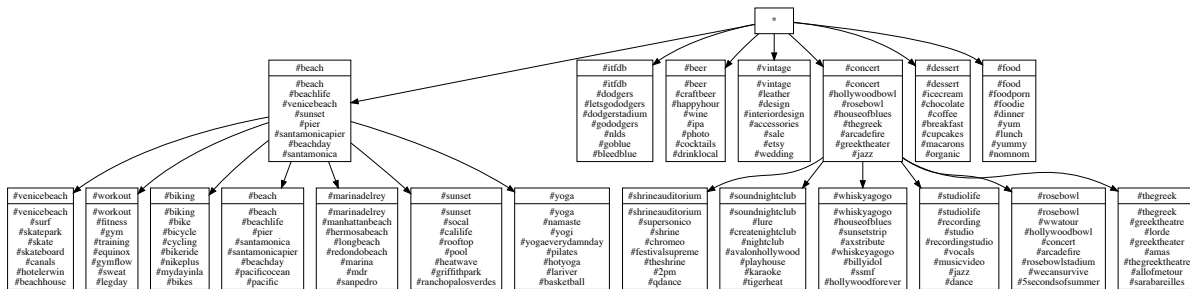 *
#beach
#beach
#beachlife
#venicebeach
#sunset
#pier
#santamonicapier
#beachday
#santamonica
#itfdb
#itfdb
#dodgers
#letsgododgers
#dodgerstadium
#gododgers
#nlds
#goblue
#bleedblue
#beer
#beer
#craftbeer
#happyhour
#wine
#ipa
#photo
#cocktails
#drinklocal
#vintage
#vintage
#leather
#design
#interiordesign
#accessories
#sale
#etsy
#wedding
#concert
#concert
#hollywoodbowl
#rosebowl
#houseofblues
#thegreek
#arcadefire
#greektheater
#jazz
#dessert
#dessert
#icecream
#chocolate
#coffee
#breakfast
#cupcakes
#macarons
#organic
#food
#food
#foodporn
#foodie
#dinner
#yum
#lunch
#yummy
#nomnom
#venicebeach
#venicebeach
#surf
#skatepark
#skate
#skateboard
#canals
#hotelerwin
#beachhouse
#workout
#workout
#fitness
#gym
#training
#equinox
#gymflow
#sweat
#legday
#biking
#biking
#bike
#bicycle
#cycling
#bikeride
#nikeplus
#mydayinla
#bikes
#beach
#beach
#beachlife
#pier
#santamonica
#santamonicapier
#beachday
#pacificocean
#pacific
#marinadelrey
#marinadelrey
#manhattanbeach
#hermosabeach
#longbeach
#redondobeach
#marina
#mdr
#sanpedro
#sunset
#sunset
#socal
#calilife
#rooftop
#pool
#heatwave
#griffithpark
#ranchopalosverdes
#yoga
#yoga
#namaste
#yogi
#yogaeverydamnday
#pilates
#hotyoga
#lariver
#basketball
#shrineauditorium
#shrineauditorium
#supersonico
#shrine
#chromeo
#festivalsupreme
#theshrine
#2pm
#qdance
#soundnightclub
#soundnightclub
#lure
#createnightclub
#nightclub
#avalonhollywood
#playhouse
#karaoke
#tigerheat
#whiskyagogo
#whiskyagogo
#houseofblues
#sunsetstrip
#axstribute
#whiskeyagogo
#billyidol
#ssmf
#hollywoodforever
#studiolife
#studiolife
#recording
#studio
#recordingstudio
#vocals
#musicvideo
#jazz
#dance
#rosebowl
#rosebowl
#wwatour
#hollywoodbowl
#concert
#arcadefire
#rosebowlstadium
#wecansurvive
#5secondsofsummer
#thegreek
#thegreek
#greektheatre
#lorde
#greektheater
#amas
#thegreektheatre
#allofmetour
#sarabareilles